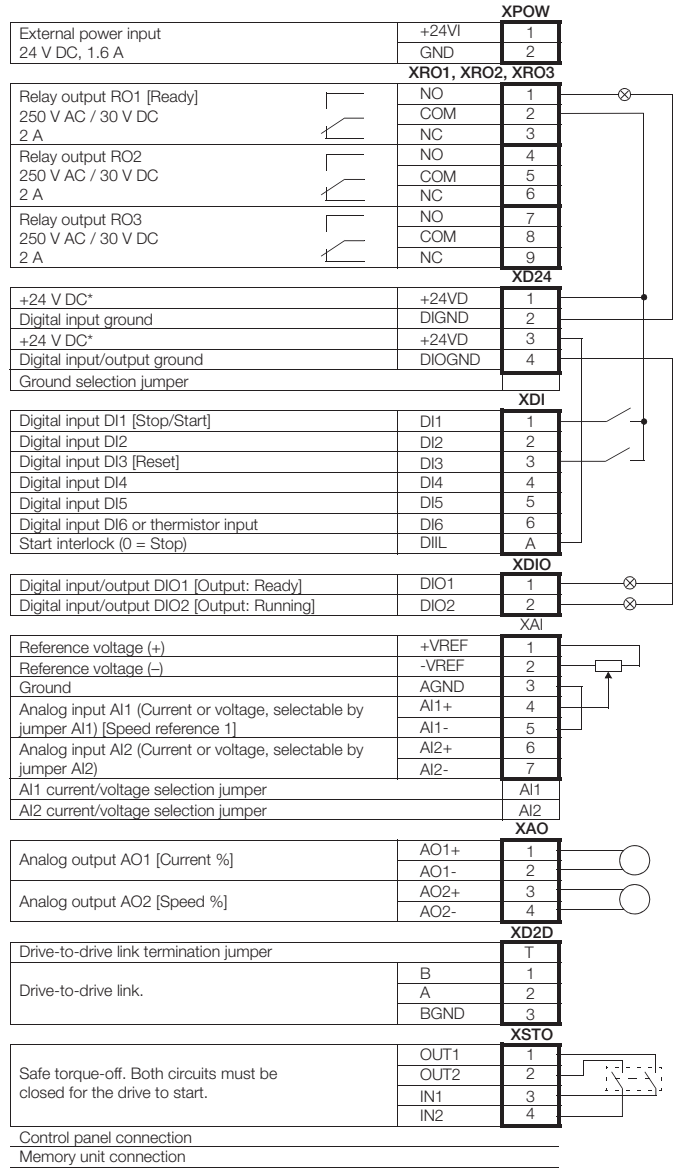 XPOW
External power input +24VI 1
24 V DC, 1.6 A GND 2
XRO1, XRO2, XRO3
Relay output RO1 [Ready] NO 1
250 V AC / 30 V DC COM 2
2 A NC 3
Relay output RO2 NO 4
250 V AC / 30 V DC COM 5
2 A NC 6
Relay output RO3 NO 7
250 V AC / 30 V DC COM 8
2 A NC 9
XD24
+24 V DC* +24VD 1
Digital input ground DIGND 2
+24 V DC* +24VD 3
Digital input/output ground DIOGND 4
Ground selection jumper
XDI
Digital input DI1 [Stop/Start] DI1 1
Digital input DI2 DI2 2
Digital input DI3 [Reset] DI3 3
Digital input DI4 DI4 4
Digital input DI5 DI5 5
Digital input DI6 or thermistor input DI6 6
Start interlock (0 = Stop) DIIL A
XDIO
Digital input/output DIO1 [Output: Ready] DIO1 1
Digital input/output DIO2 [Output: Running] DIO2 2
XAI
Reference voltage (+) +VREF 1
Reference voltage (–) -VREF 2
Ground AGND 3
Analog input AI1 (Current or voltage, selectable by AI1+ 4
jumper AI1) [Speed reference 1] AI1- 5
Analog input AI2 (Current or voltage, selectable by AI2+ 6
jumper AI2) AI2- 7
AI1 current/voltage selection jumper AI1
AI2 current/voltage selection jumper AI2
XAO
Analog output AO1 [Current %] AO1+ 1
AO1- 2
Analog output AO2 [Speed %] AO2+ 3
AO2- 4
XD2D
Drive-to-drive link termination jumper T
B 1
Drive-to-drive link. A 2
BGND 3
XSTO
OUT1 1
Safe torque-off. Both circuits must be OUT2 2
closed for the drive to start. IN1 3
IN2 4
Control panel connection
Memory unit connection